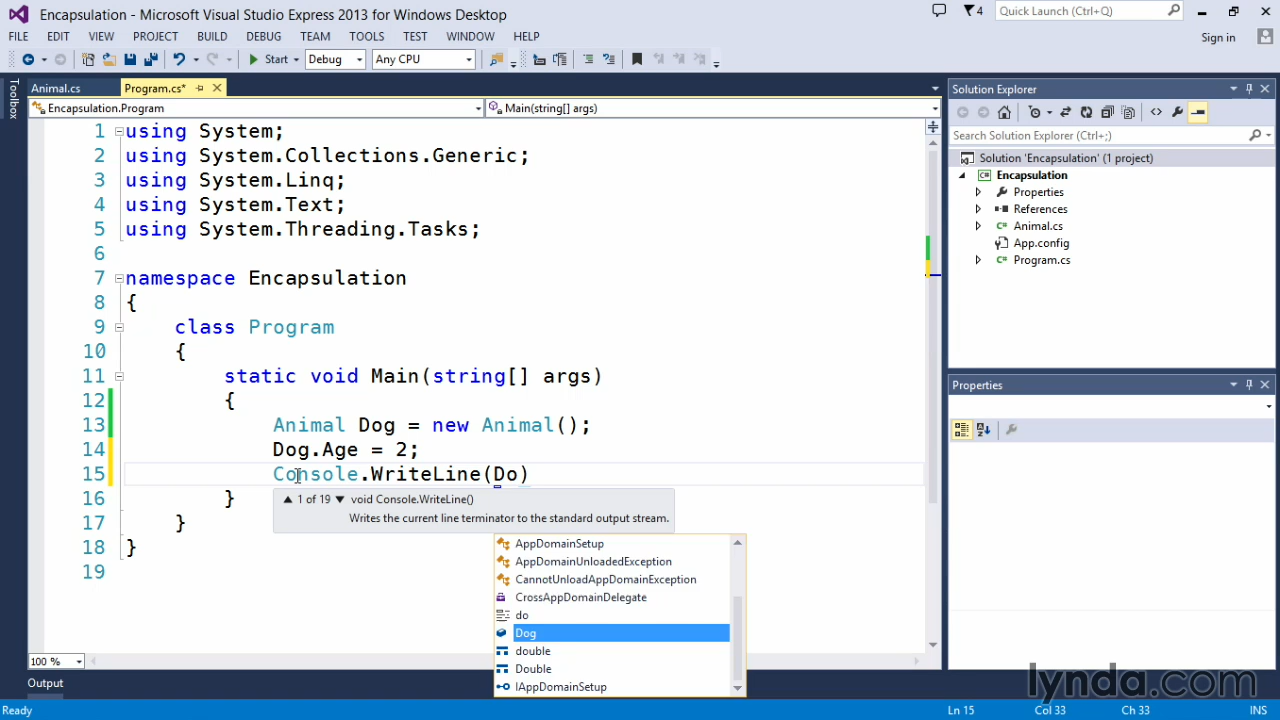 Encapsulation - Microsoft Visual Studio Express 2013 for Windows Desktop
4
Quick Launch (Ctrl+Q)
FILE EDIT VIEW PROJECT BUILD DEBUG TEAM TOOLS TEST WINDOW HELP
Sign in
Start Debug Any CPU
Toolbox
Animal.cs Program.cs*
Encapsulation.Program Main(string[] args)
1 using System;
2 using System.Collections.Generic;
3 using System.Linq;
4 using System.Text;
5 using System.Threading.Tasks;
6
7 namespace Encapsulation
8 {
9 class Program
10 {
11 static void Main(string[] args)
12 {
13 Animal Dog = new Animal();
14 Dog.Age = 2;
15 Console.WriteLine(Do)
16 }
17 }
18 }
19
1 of 19 void Console.WriteLine()
Writes the current line terminator to the standard output stream.
AppDomainSetup
AppDomainUnloadedException
CannotUnloadAppDomainException
CrossAppDomainDelegate
do
Dog
double
Double
IAppDomainSetup
100 %
Output
Solution Explorer
Search Solution Explorer (Ctrl+;)
Solution 'Encapsulation' (1 project)
C# Encapsulation
Properties
References
C# Animal.cs
App.config
C# Program.cs
Properties
lynda.com
Ready Ln 15 Col 33 Ch 33 INS